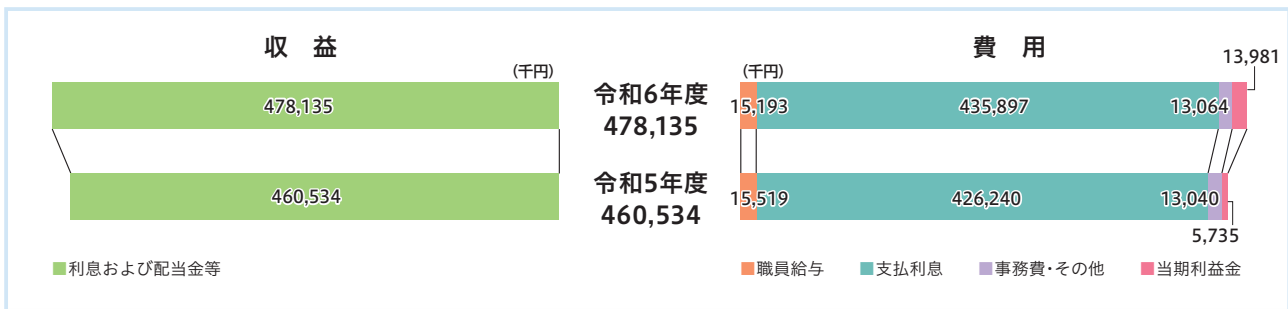 収 益
(千円)
478,135
460,534
■利息および配当金等
令和6年度
478,135
令和5年度
460,534
費 用
(千円)
13,981
15,193 435,897 13,064
15,519 426,240 13,040
5,735
■職員給与 ■支払利息 ■事務費・その他 ■当期利益金